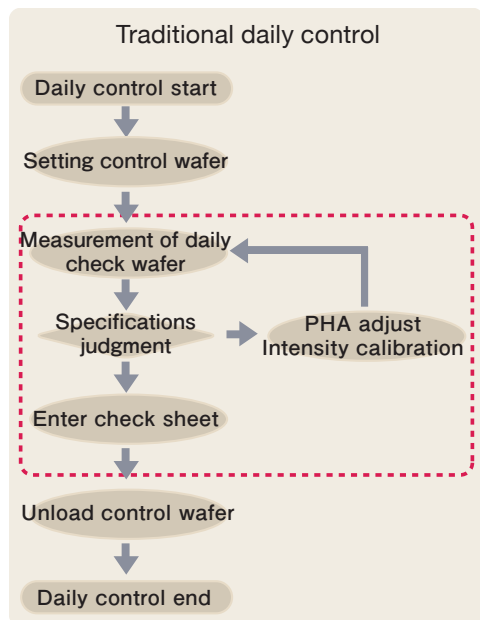 Traditional daily control
Daily control start
Setting control wafer
Measurement of daily
check wafer
Specifications
judgment
PHA adjust
Intensity calibration
Enter check sheet
Unload control wafer
Daily control end